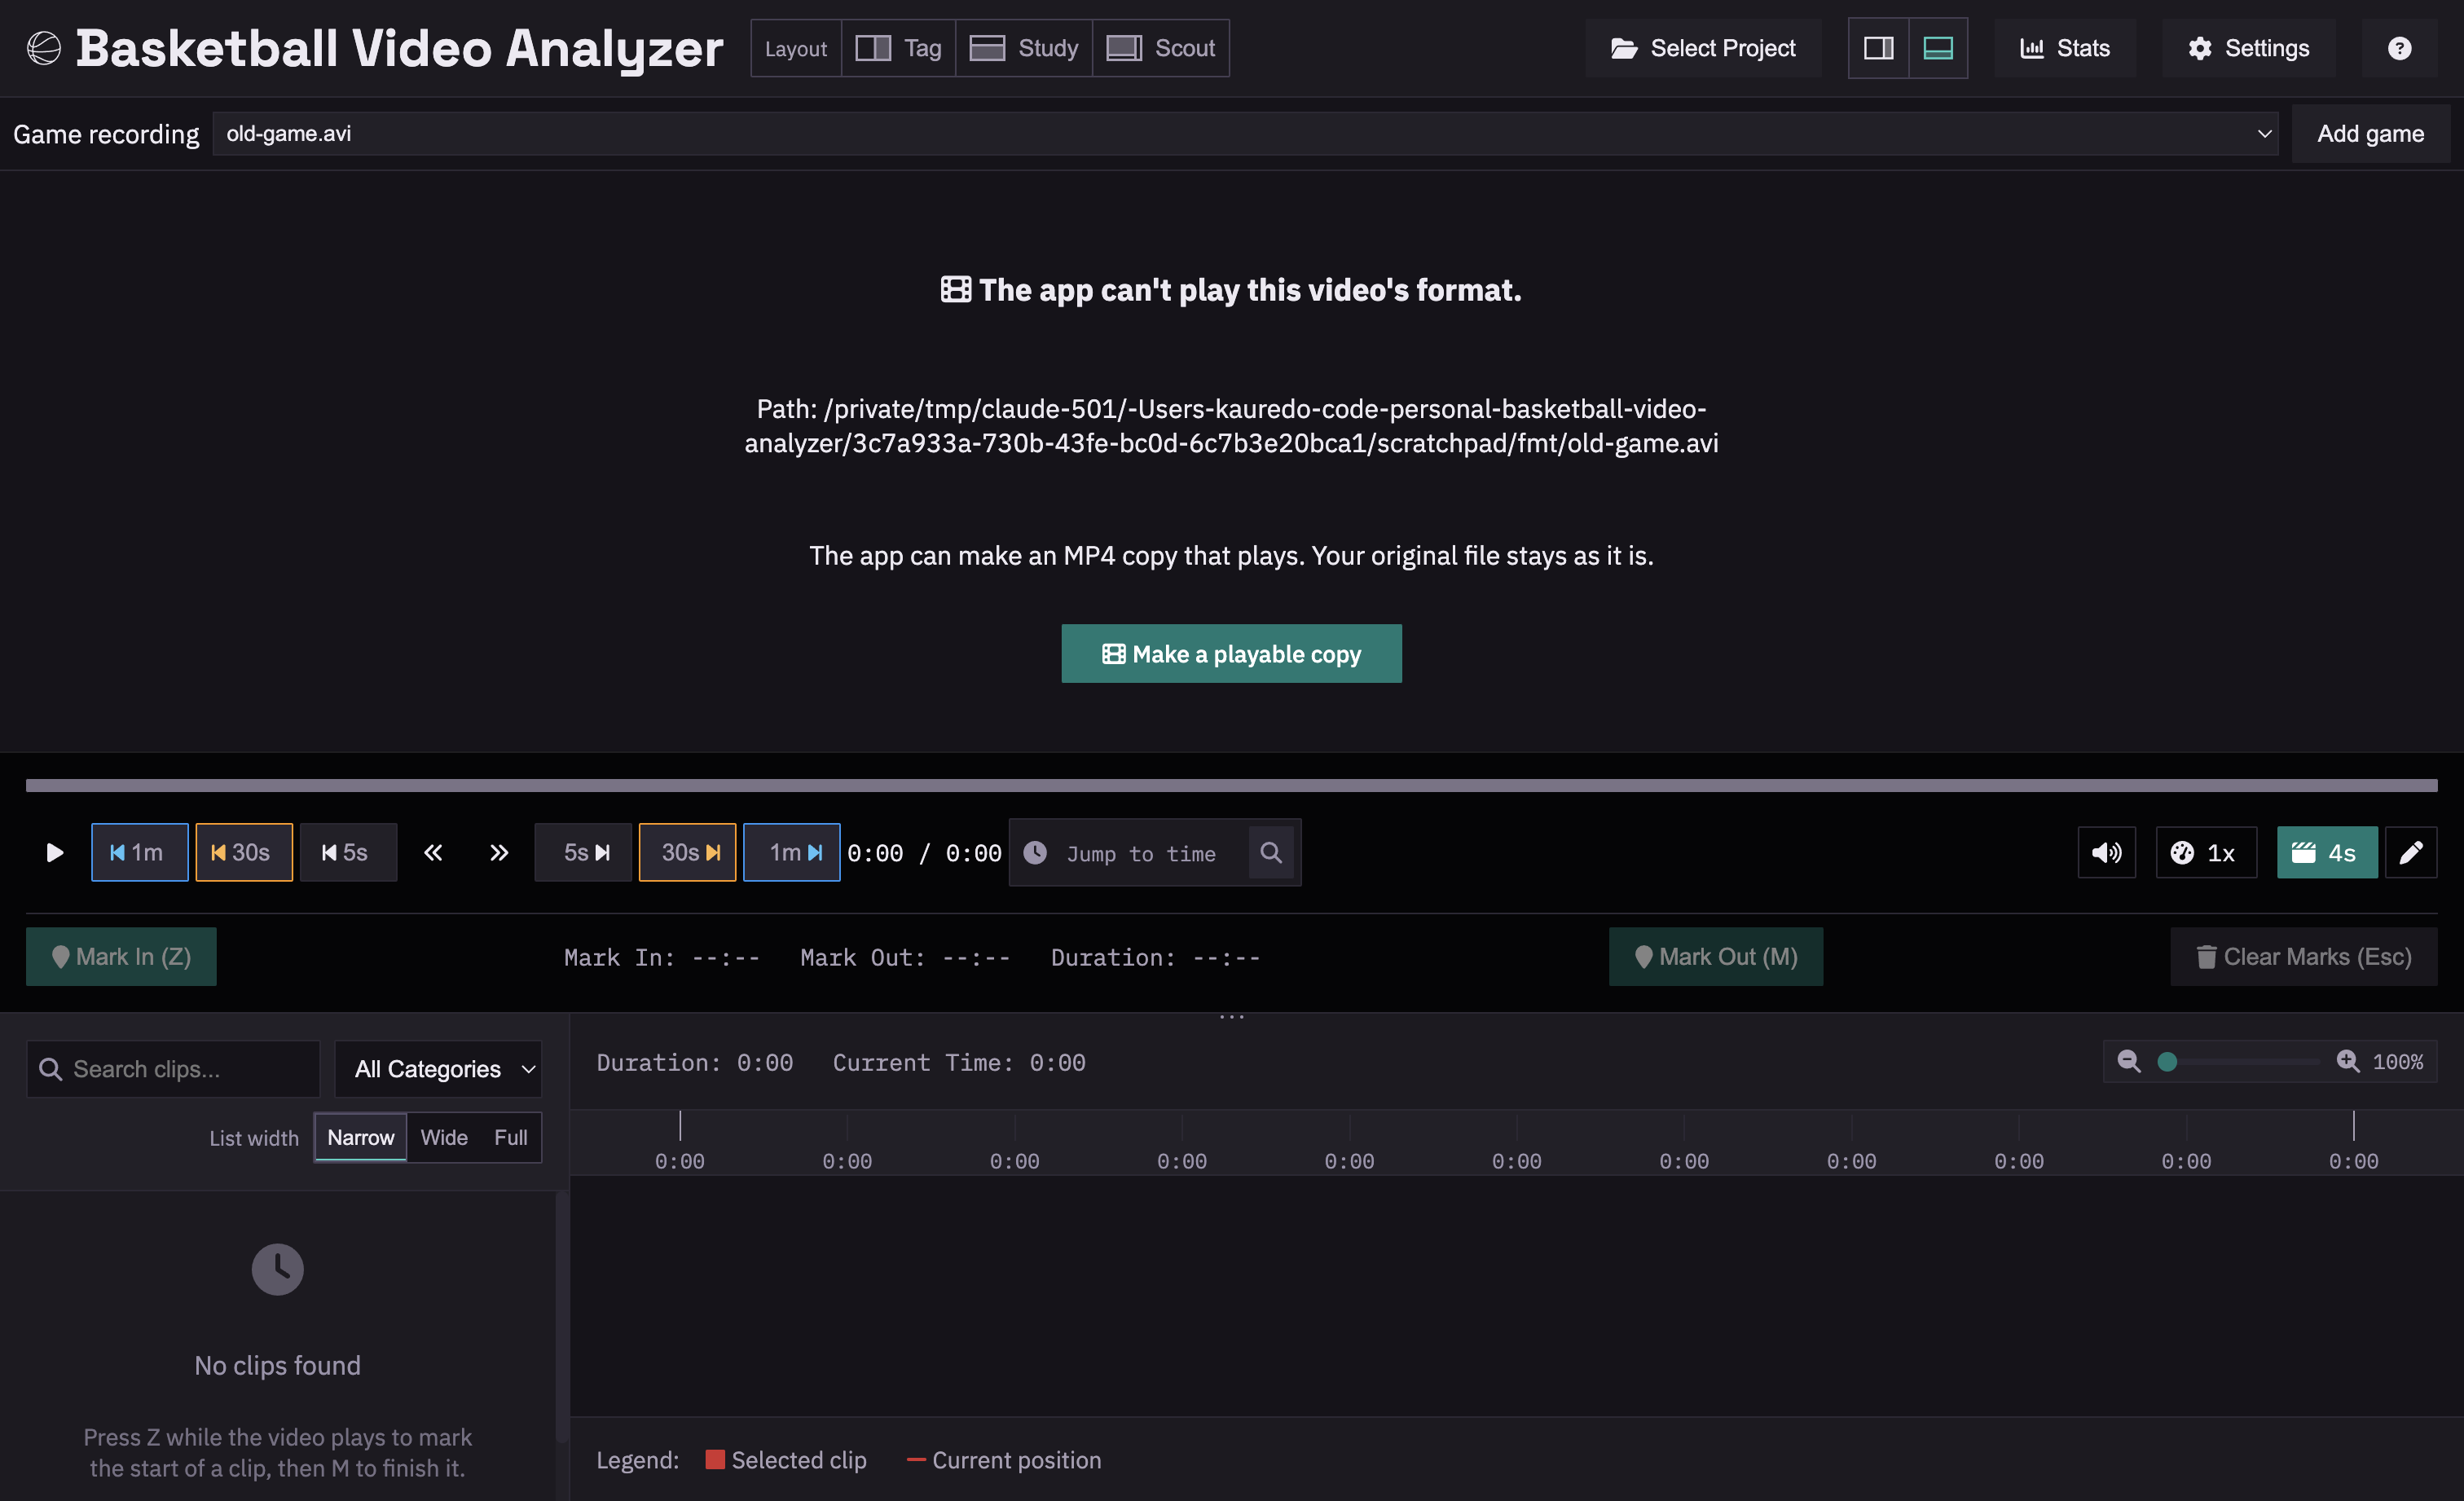 Basketball Video Analyzer
Layout
Tag
Study
Scout
Select Project
Stats
Settings
?
Game recording
old-game.avi
Add game
The app can't play this video's format.
Path: /private/tmp/claude-501/-Users-kauredo-code-personal-basketball-video-
analyzer/3c7a933a-730b-43fe-bc0d-6c7b3e20bca1/scratchpad/fmt/old-game.avi
The app can make an MP4 copy that plays. Your original file stays as it is.
Make a playable copy
1m
30s
5s
5s
30s
1m
0:00 / 0:00
Jump to time
1x
4s
Mark In (Z)
Mark In: --:--
Mark Out: --:--
Duration: --:--
Mark Out (M)
Clear Marks (Esc)
Search clips...
All Categories
List width
Narrow
Wide
Full
No clips found
Press Z while the video plays to mark
the start of a clip, then M to finish it.
Duration: 0:00
Current Time: 0:00
100%
0:00
0:00
0:00
0:00
0:00
0:00
0:00
0:00
0:00
0:00
0:00
Legend:
Selected clip
Current position